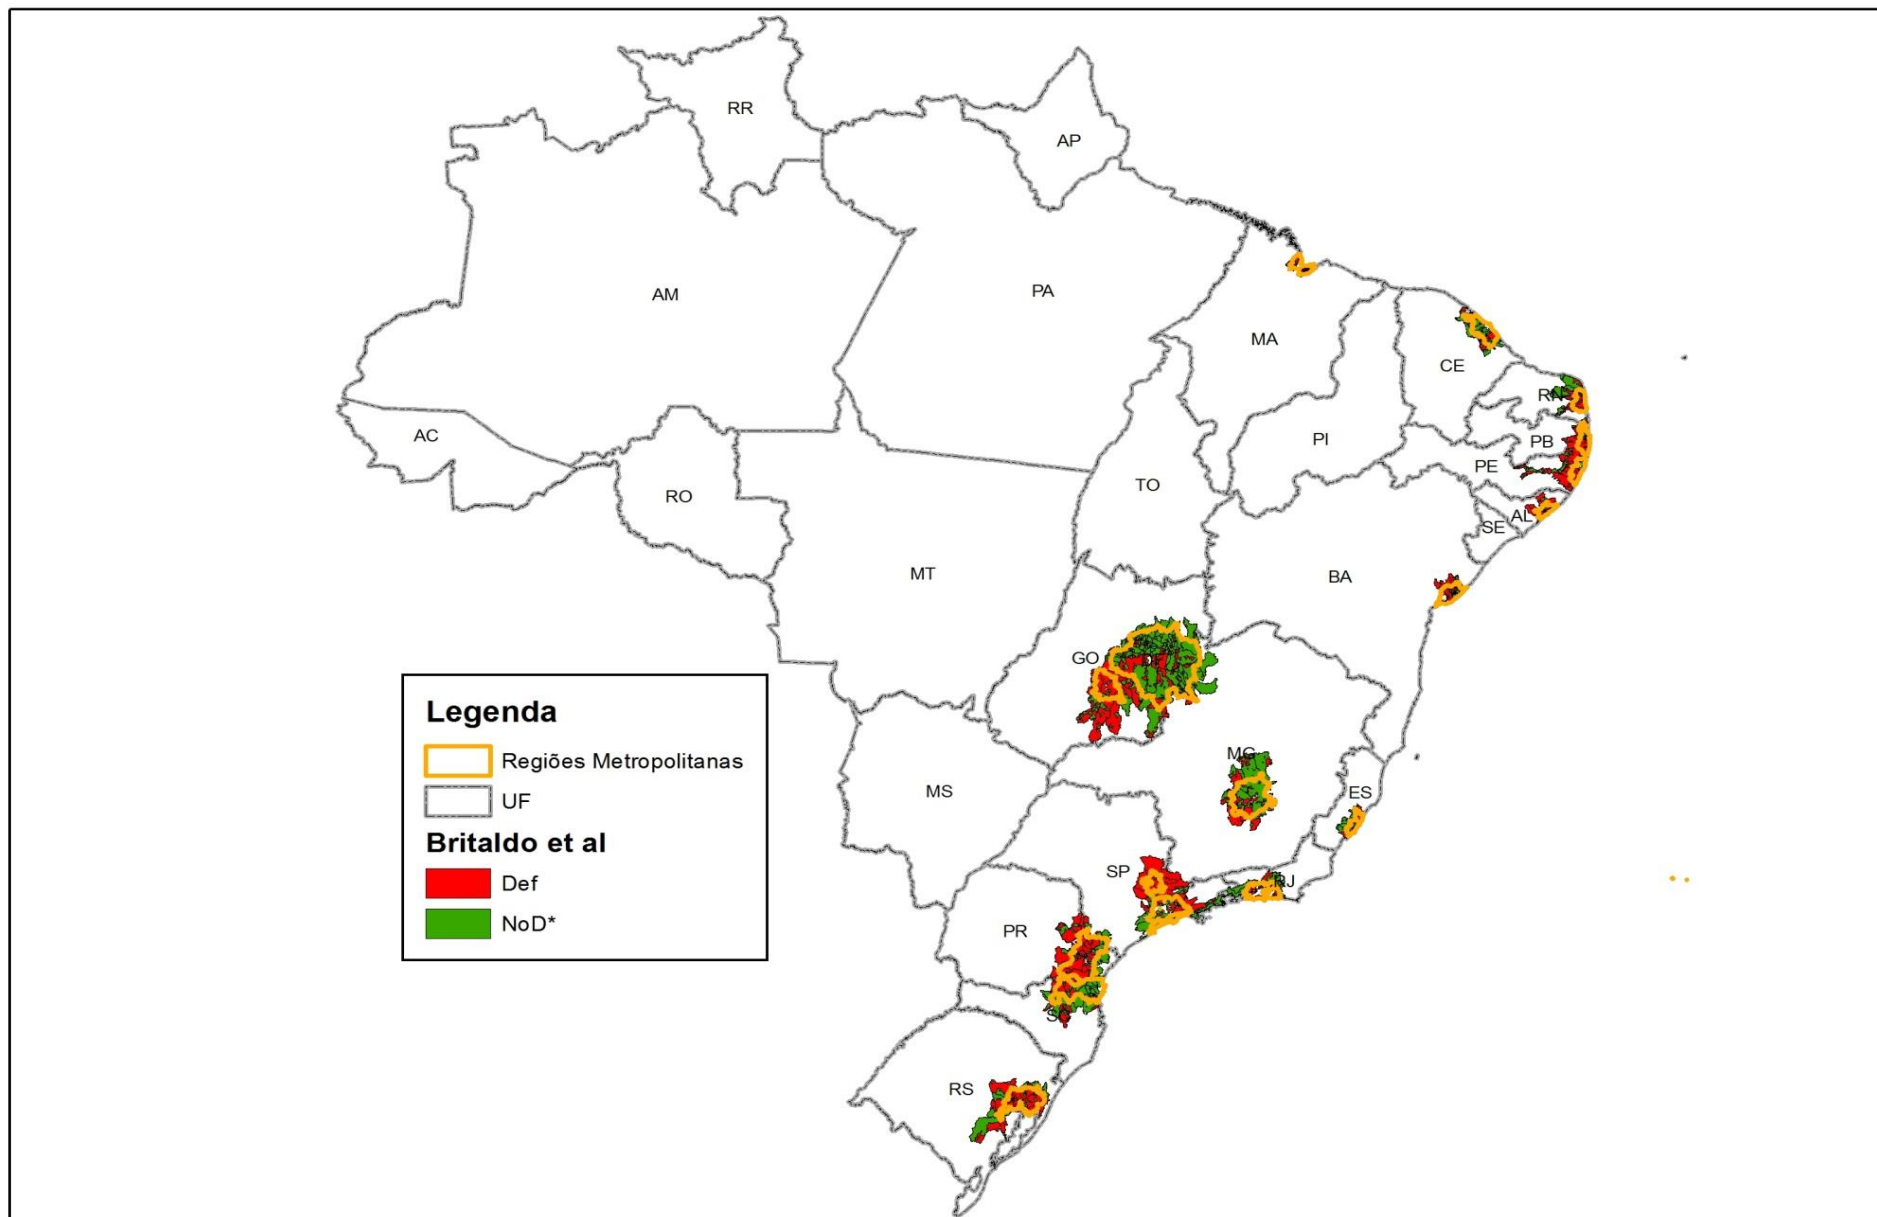 RR
AP
AM
PA
MA
CE
RN
AC
PI
PB
PE
RO
TO
AL
SE
MT
BA
GO
Legenda
Regiões Metropolitanas
UF
Britaldo et al
Def
NoD*
MG
MS
ES
SP
RJ
PR
SC
RS